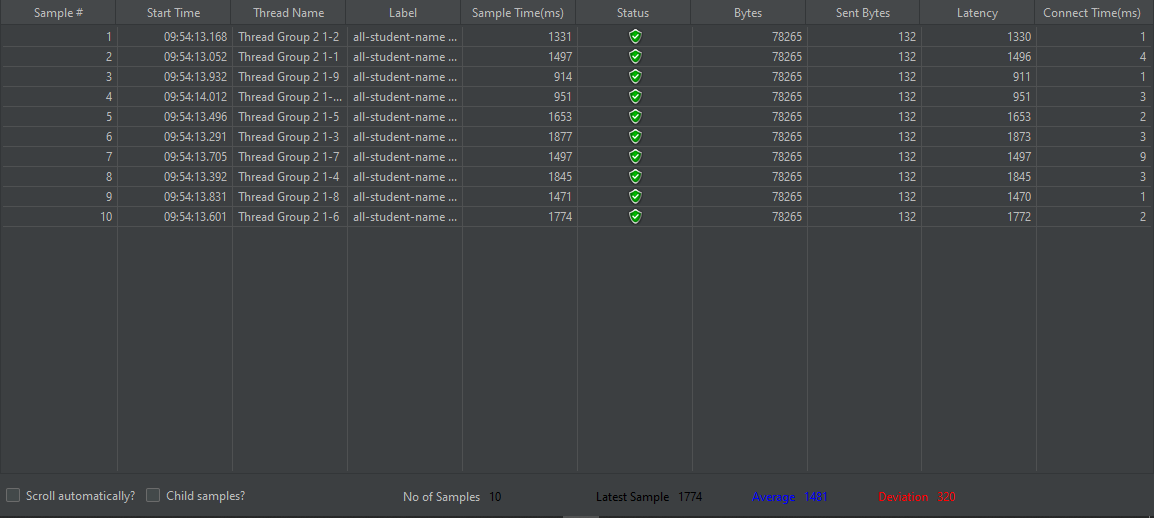 Sample # Start Time Thread Name Label Sample Time(ms) Status Bytes Sent Bytes Latency Connect Time(ms)
1 09:54:13.168 Thread Group 2 1-2 all-student-name ... 1331 78265 132 1330 1
2 09:54:13.052 Thread Group 2 1-1 all-student-name ... 1497 78265 132 1496 4
3 09:54:13.932 Thread Group 2 1-9 all-student-name ... 914 78265 132 911 1
4 09:54:14.012 Thread Group 2 1-... all-student-name ... 951 78265 132 951 3
5 09:54:13.496 Thread Group 2 1-5 all-student-name ... 1653 78265 132 1653 2
6 09:54:13.291 Thread Group 2 1-3 all-student-name ... 1877 78265 132 1873 3
7 09:54:13.705 Thread Group 2 1-7 all-student-name ... 1497 78265 132 1497 9
8 09:54:13.392 Thread Group 2 1-4 all-student-name ... 1845 78265 132 1845 3
9 09:54:13.831 Thread Group 2 1-8 all-student-name ... 1471 78265 132 1470 1
10 09:54:13.601 Thread Group 2 1-6 all-student-name ... 1774 78265 132 1772 2
Scroll automatically? Child samples? No of Samples 10 Latest Sample 1774 Average 1481 Deviation 320